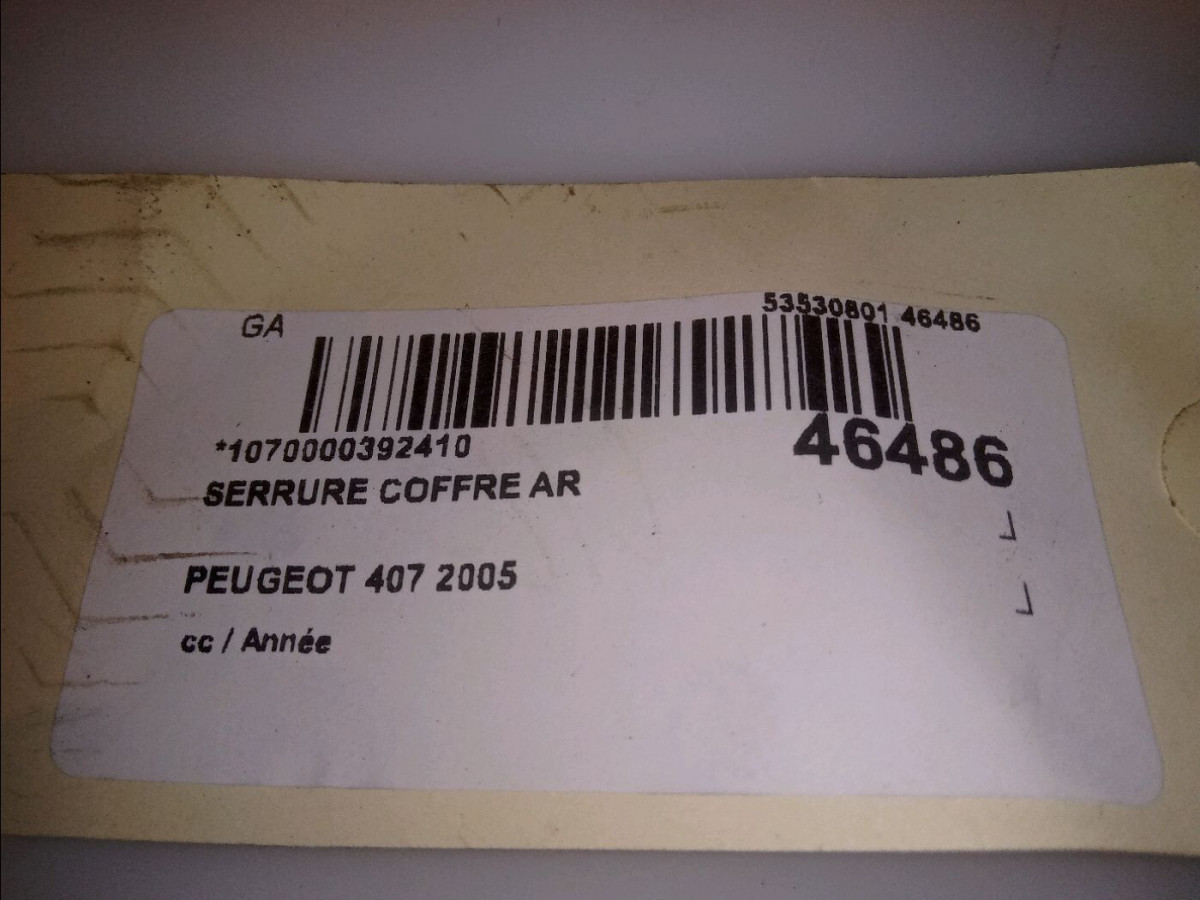 GA
53530801 46486
*1070000392410
46486
SERRURE COFFRE AR
PEUGEOT 407 2005
cc / Année